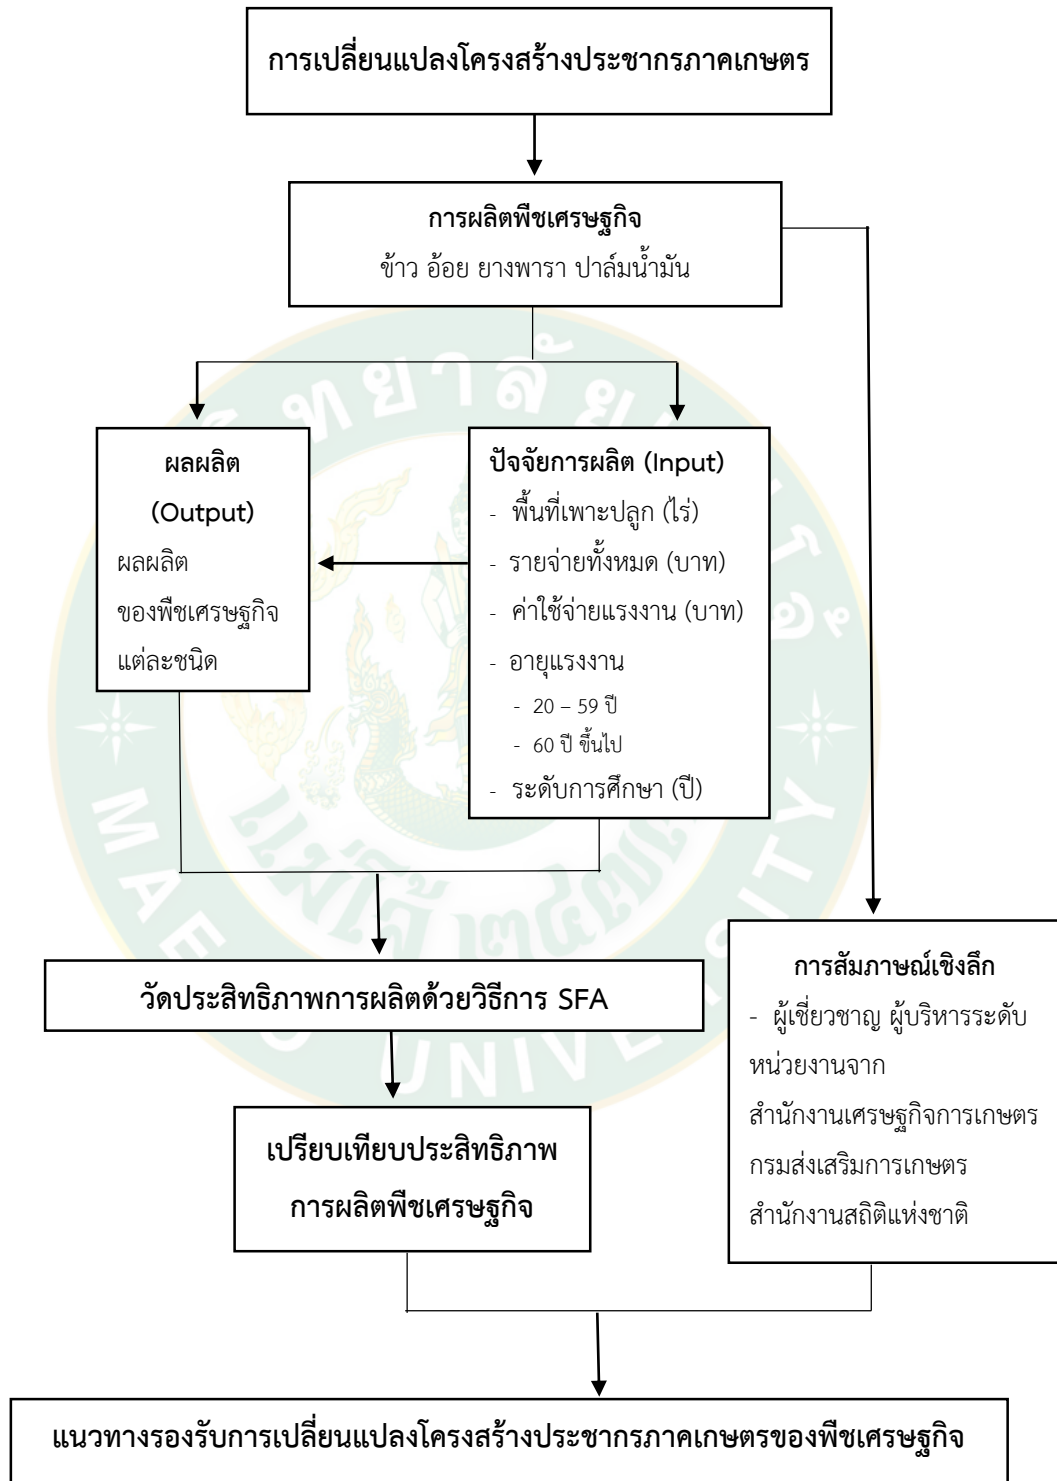 การเปลี่ยนแปลงโครงสร้างประชากรภาคเกษตร
การผลิตพืชเศรษฐกิจ
ข้าว อ้อย ยางพารา ปาล์มน้ำมัน
ผลผลิต
(Output)
ผลผลิต
ของพืชเศรษฐกิจ
แต่ละชนิด
ปัจจัยการผลิต (Input)
- พื้นที่เพาะปลูก (ไร่)
- รายจ่ายทั้งหมด (บาท)
- ค่าใช้จ่ายแรงงาน (บาท)
- อายุแรงงาน
- 20 – 59 ปี
- 60 ปี ขึ้นไป
- ระดับการศึกษา (ปี)
วัดประสิทธิภาพการผลิตด้วยวิธีการ SFA
การสัมภาษณ์เชิงลึก
- ผู้เชี่ยวชาญ ผู้บริหารระดับ
หน่วยงานจาก
สำนักงานเศรษฐกิจการเกษตร
กรมส่งเสริมการเกษตร
สำนักงานสถิติแห่งชาติ
เปรียบเทียบประสิทธิภาพ
การผลิตพืชเศรษฐกิจ
แนวทางรองรับการเปลี่ยนแปลงโครงสร้างประชากรภาคเกษตรของพืชเศรษฐกิจ
แม่โจ้ ๒๔๗๗
UNIVERSITY